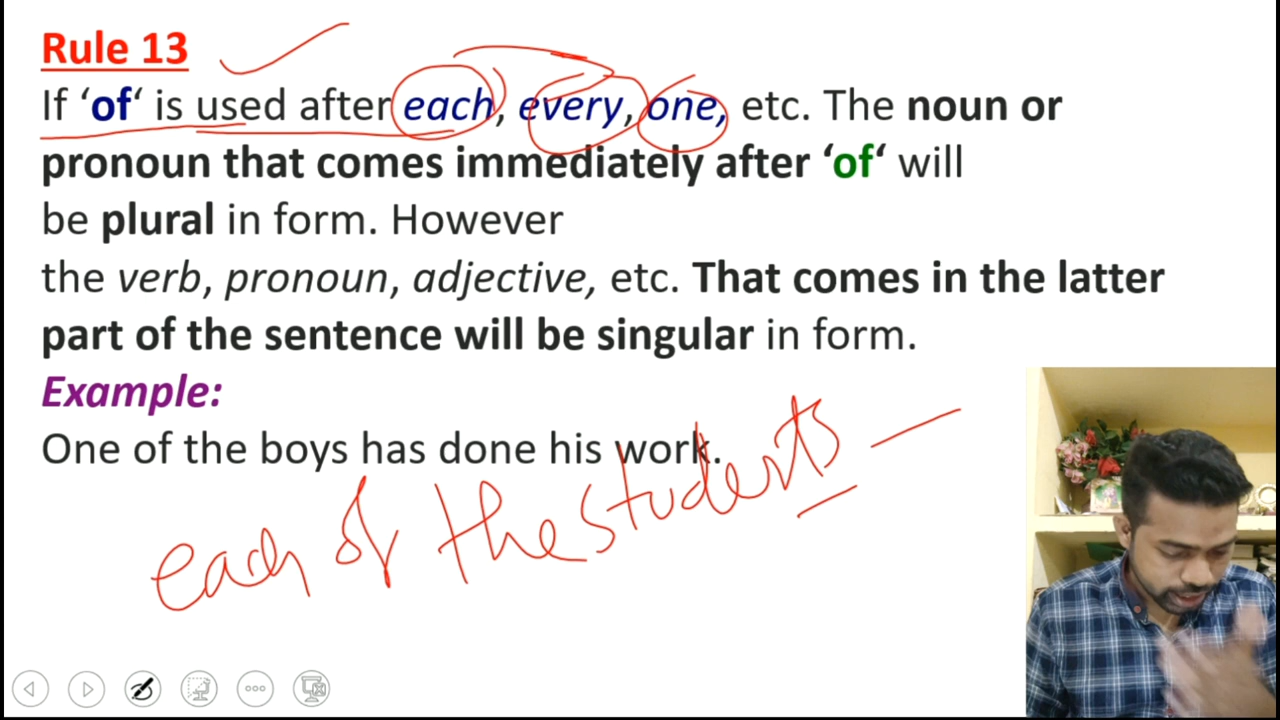 Rule 13
If ‘of‘ is used after each, every, one, etc. The noun or
pronoun that comes immediately after ‘of‘ will
be plural in form. However
the verb, pronoun, adjective, etc. That comes in the latter
part of the sentence will be singular in form.
Example:
One of the boys has done his work.
each of the students —